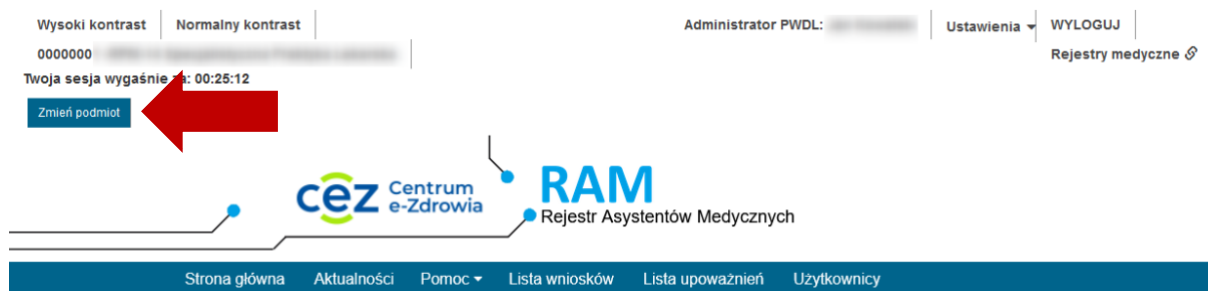 Wysoki kontrast Normalny kontrast Administrator PWDL: Ustawienia WYLOGUJ
0000000 Rejestry medyczne
Twoja sesja wygaśnie za: 00:25:12
Zmień podmiot
cez Centrum e-Zdrowia
RAM
Rejestr Asystentów Medycznych
Strona główna Aktualności Pomoc Lista wniosków Lista upoważnień Użytkownicy